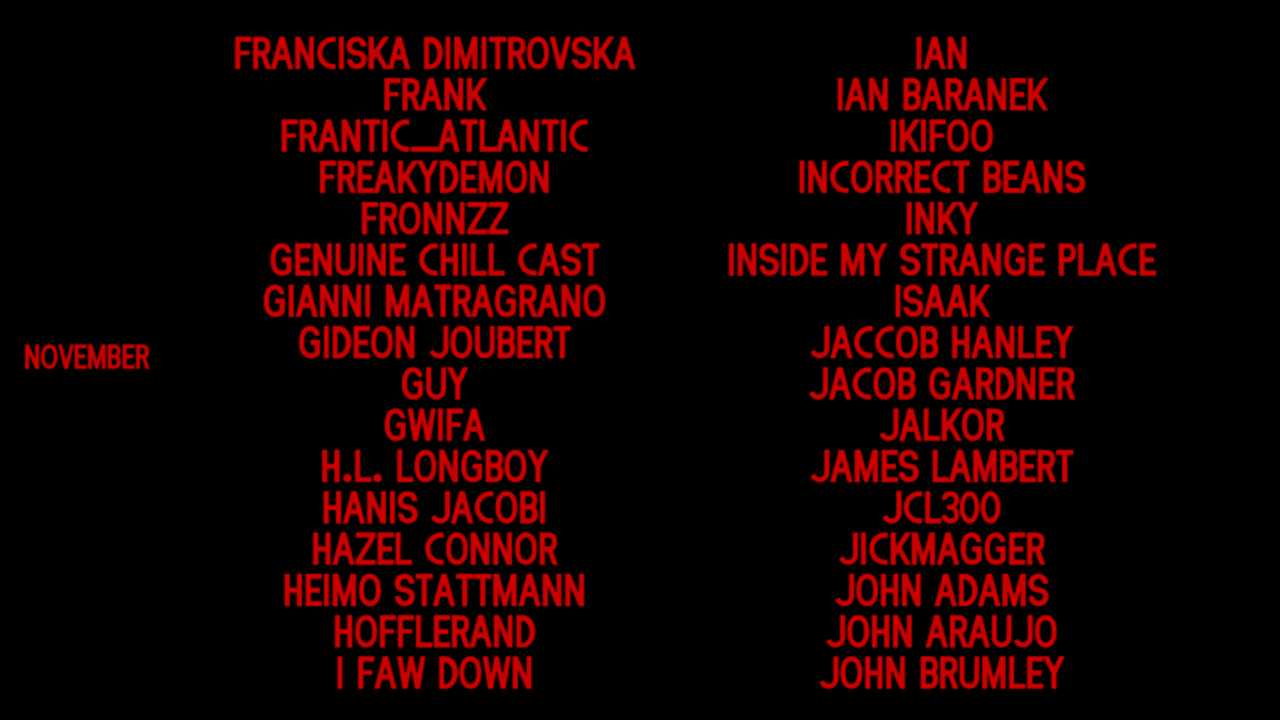 NOVEMBER
FRANCISKA DIMITROVSKA
FRANK
FRANTIC_ATLANTIC
FREAKYDEMON
FRONNZZ
GENUINE CHILL CAST
GIANNI MATRAGRANO
GIDEON JOUBERT
GUY
GWIFA
H.L. LONGBOY
HANIS JACOBI
HAZEL CONNOR
HEIMO STATTMANN
HOFFLERAND
I FAW DOWN
IAN
IAN BARANEK
IKIFOO
INCORRECT BEANS
INKY
INSIDE MY STRANGE PLACE
ISAAK
JACCOB HANLEY
JACOB GARDNER
JALKOR
JAMES LAMBERT
JCL300
JICKMAGGER
JOHN ADAMS
JOHN ARAUJO
JOHN BRUMLEY